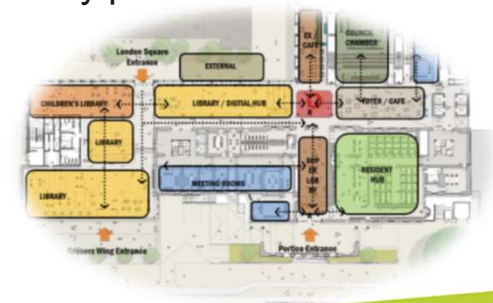 London Square
Entrance
EX /
CAFE
COUNCIL
CHAMBER
EXTERNAL
CHILDREN'S LIBRARY
LIBRARY / DIGTIAL HUB
R
FOYER / CAFE
LIBRARY
MEETING ROOMS
RESIDENT
HUB
LIBRARY
Wing Entrance
Portico Entrance